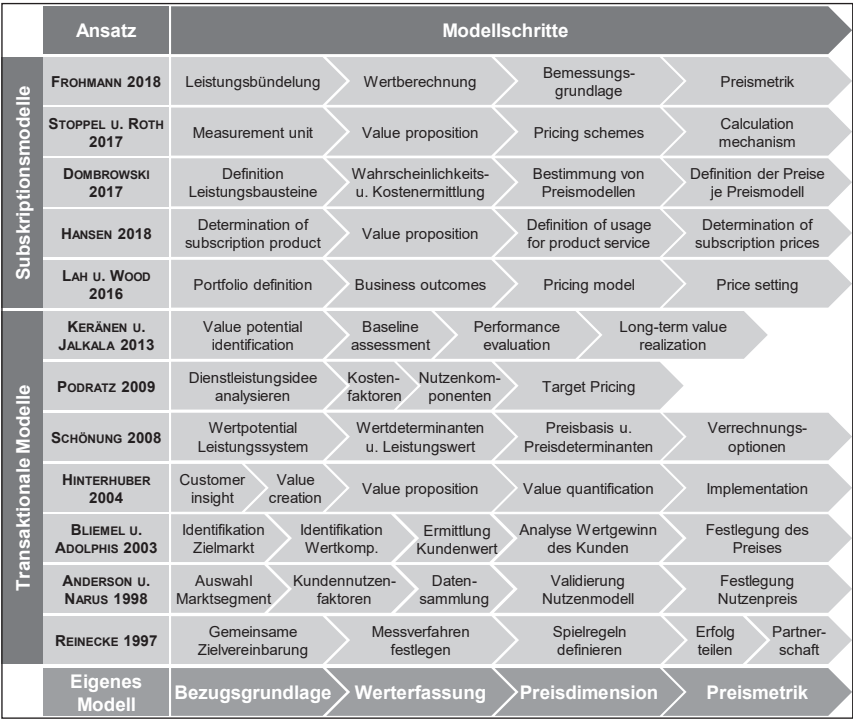 Ansatz
Modellschritte
Subskriptionsmodelle
FROHMANN 2018
Leistungsbündelung
Wertberechnung
Bemessungs-
grundlage
Preismetrik
STOPPEL U. ROTH
2017
Measurement unit
Value proposition
Pricing schemes
Calculation
mechanism
DOMBROWSKI
2017
Definition
Leistungsbausteine
Wahrscheinlichkeits-
u. Kostenermittlung
Bestimmung von
Preismodellen
Definition der Preise
je Preismodell
HANSEN 2018
Determination of
subscription product
Value proposition
Definition of usage
for product service
Determination of
subscription prices
LAH U. WOOD
2016
Portfolio definition
Business outcomes
Pricing model
Price setting
Transaktionale Modelle
KERÄNEN U.
JALKALA 2013
Value potential
identification
Baseline
assessment
Performance
evaluation
Long-term value
realization
PODRATZ 2009
Dienstleistungsidee
analysieren
Kosten-
faktoren
Nutzenkom-
ponenten
Target Pricing
SCHÖNUNG 2008
Wertpotential
Leistungssystem
Wertdeterminanten
u. Leistungswert
Preisbasis u.
Preisdeterminanten
Verrechnungs-
optionen
HINTERHUBER
2004
Customer
insight
Value
creation
Value proposition
Value quantification
Implementation
BLIEMEL U.
ADOLPHIS 2003
Identifikation
Zielmarkt
Identifikation
Wertkomp.
Ermittlung
Kundenwert
Analyse Wertgewinn
des Kunden
Festlegung des
Preises
ANDERSON U.
NARUS 1998
Auswahl
Marktsegment
Kundennutzen-
faktoren
Daten-
sammlung
Validierung
Nutzenmodell
Festlegung
Nutzenpreis
REINECKE 1997
Gemeinsame
Zielvereinbarung
Messverfahren
festlegen
Spielregeln
definieren
Erfolg
teilen
Partner-
schaft
Eigenes
Modell
Bezugsgrundlage
Werterfassung
Preisdimension
Preismetrik